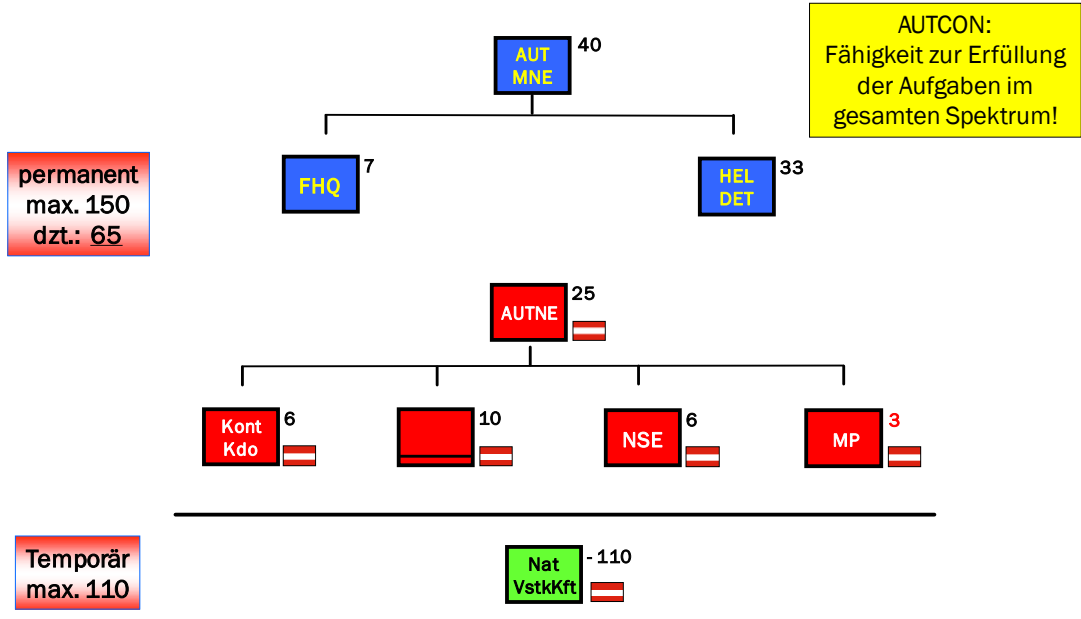 AUT
MNE
40
AUTCON:
Fähigkeit zur Erfüllung
der Aufgaben im
gesamten Spektrum!
permanent
max. 150
dzt.: 65
FHQ
7
HEL
DET
33
AUTNE
25
Kont
Kdo
6
10
NSE
6
MP
3
Temporär
max. 110
Nat
VstkKft
- 110